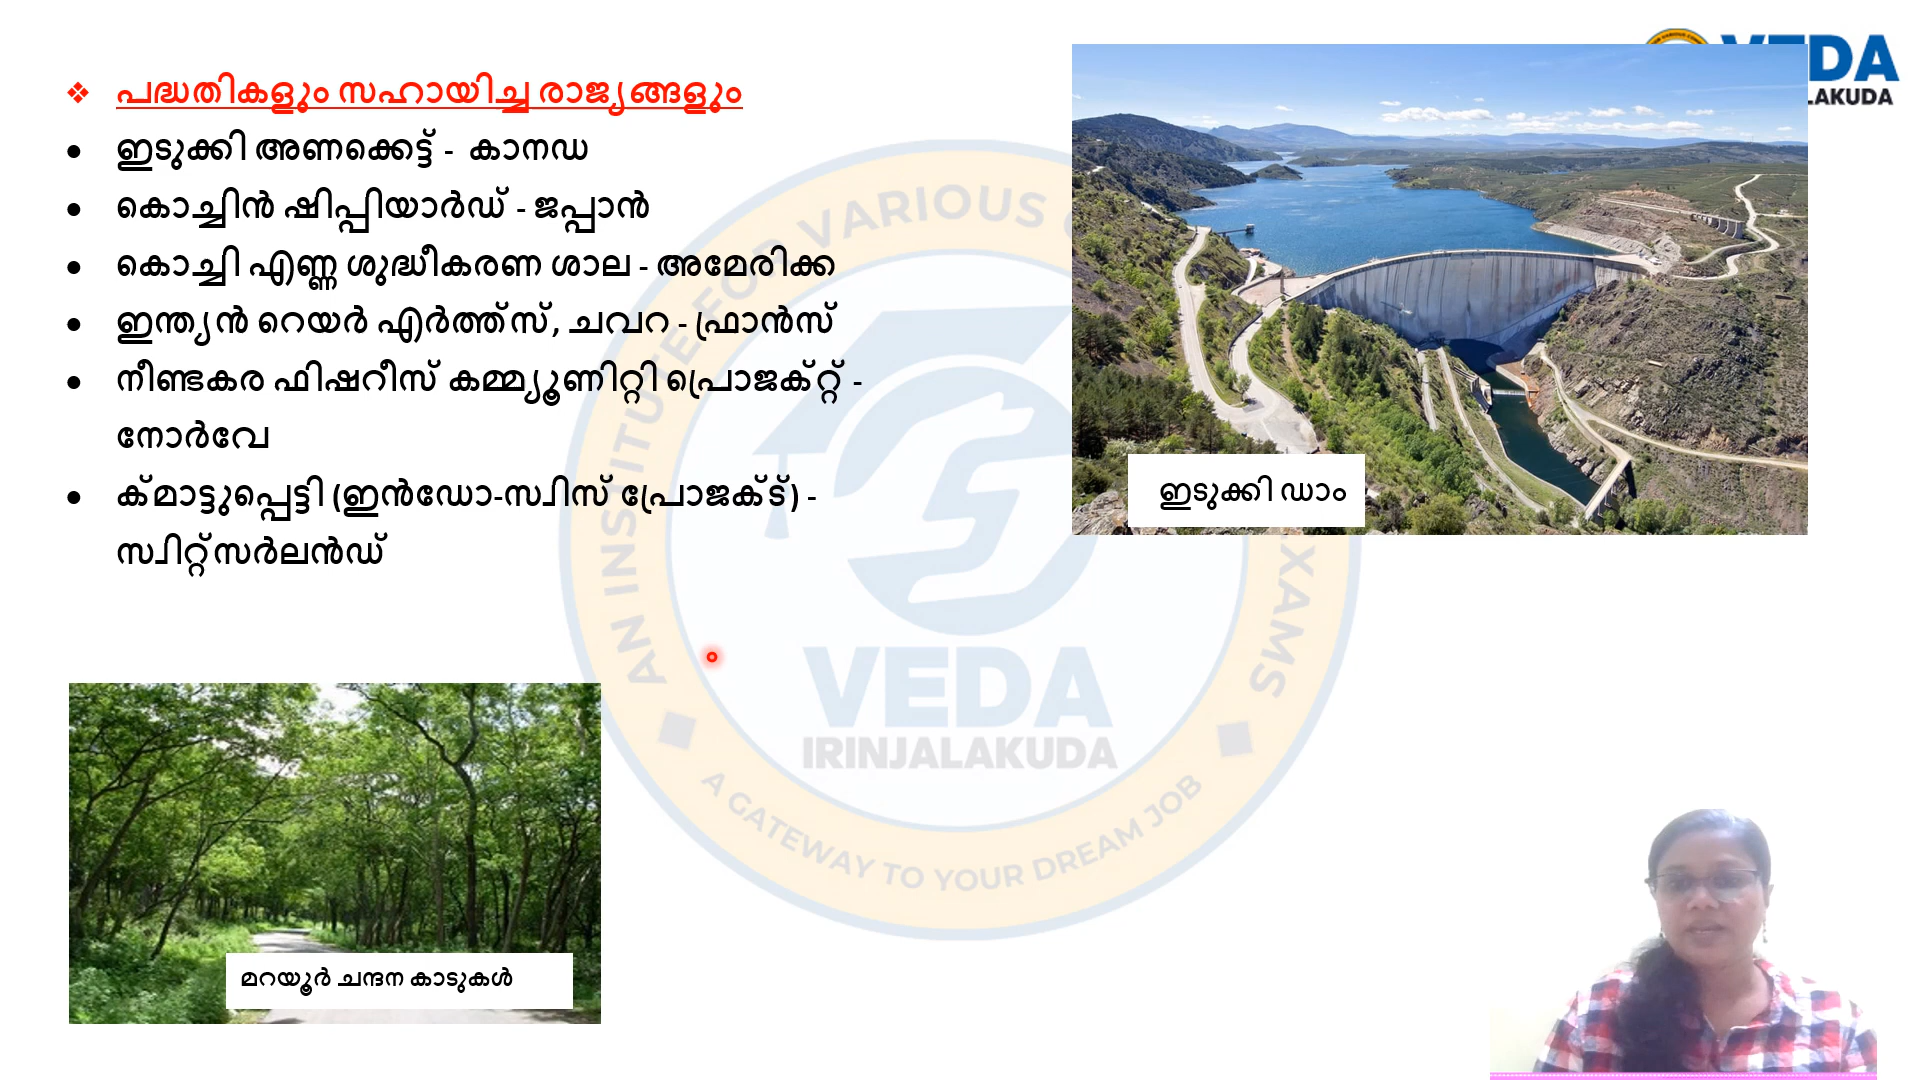 ❖ പദ്ധതികളും സഹായിച്ച രാജ്യങ്ങളും
● ഇടുക്കി അണക്കെട്ട് - കാനഡ
● കൊച്ചിൻ ഷിപ്പിയാർഡ് - ജപ്പാൻ
● കൊച്ചി എണ്ണ ശുദ്ധീകരണ ശാല - അമേരിക്ക
● ഇന്ത്യൻ റെയർ എർത്ത്സ്, ചവറ - ഫ്രാൻസ്
● നീണ്ടകര ഫിഷറീസ് കമ്മ്യൂണിറ്റി പ്രൊജക്റ്റ് -
നോർവേ
● ക്മാട്ടുപ്പെട്ടി (ഇൻഡോ-സ്വിസ് പ്രോജക്ട്) -
സ്വിറ്റ്സർലൻഡ്
ഇടുക്കി ഡാം
മറയൂർ ചന്ദന കാടുകൾ
AN INSTITUTE FOR VARIOUS
EXAMS
VEDA
IRINJALAKUDA
A GATEWAY TO YOUR DREAM JOB